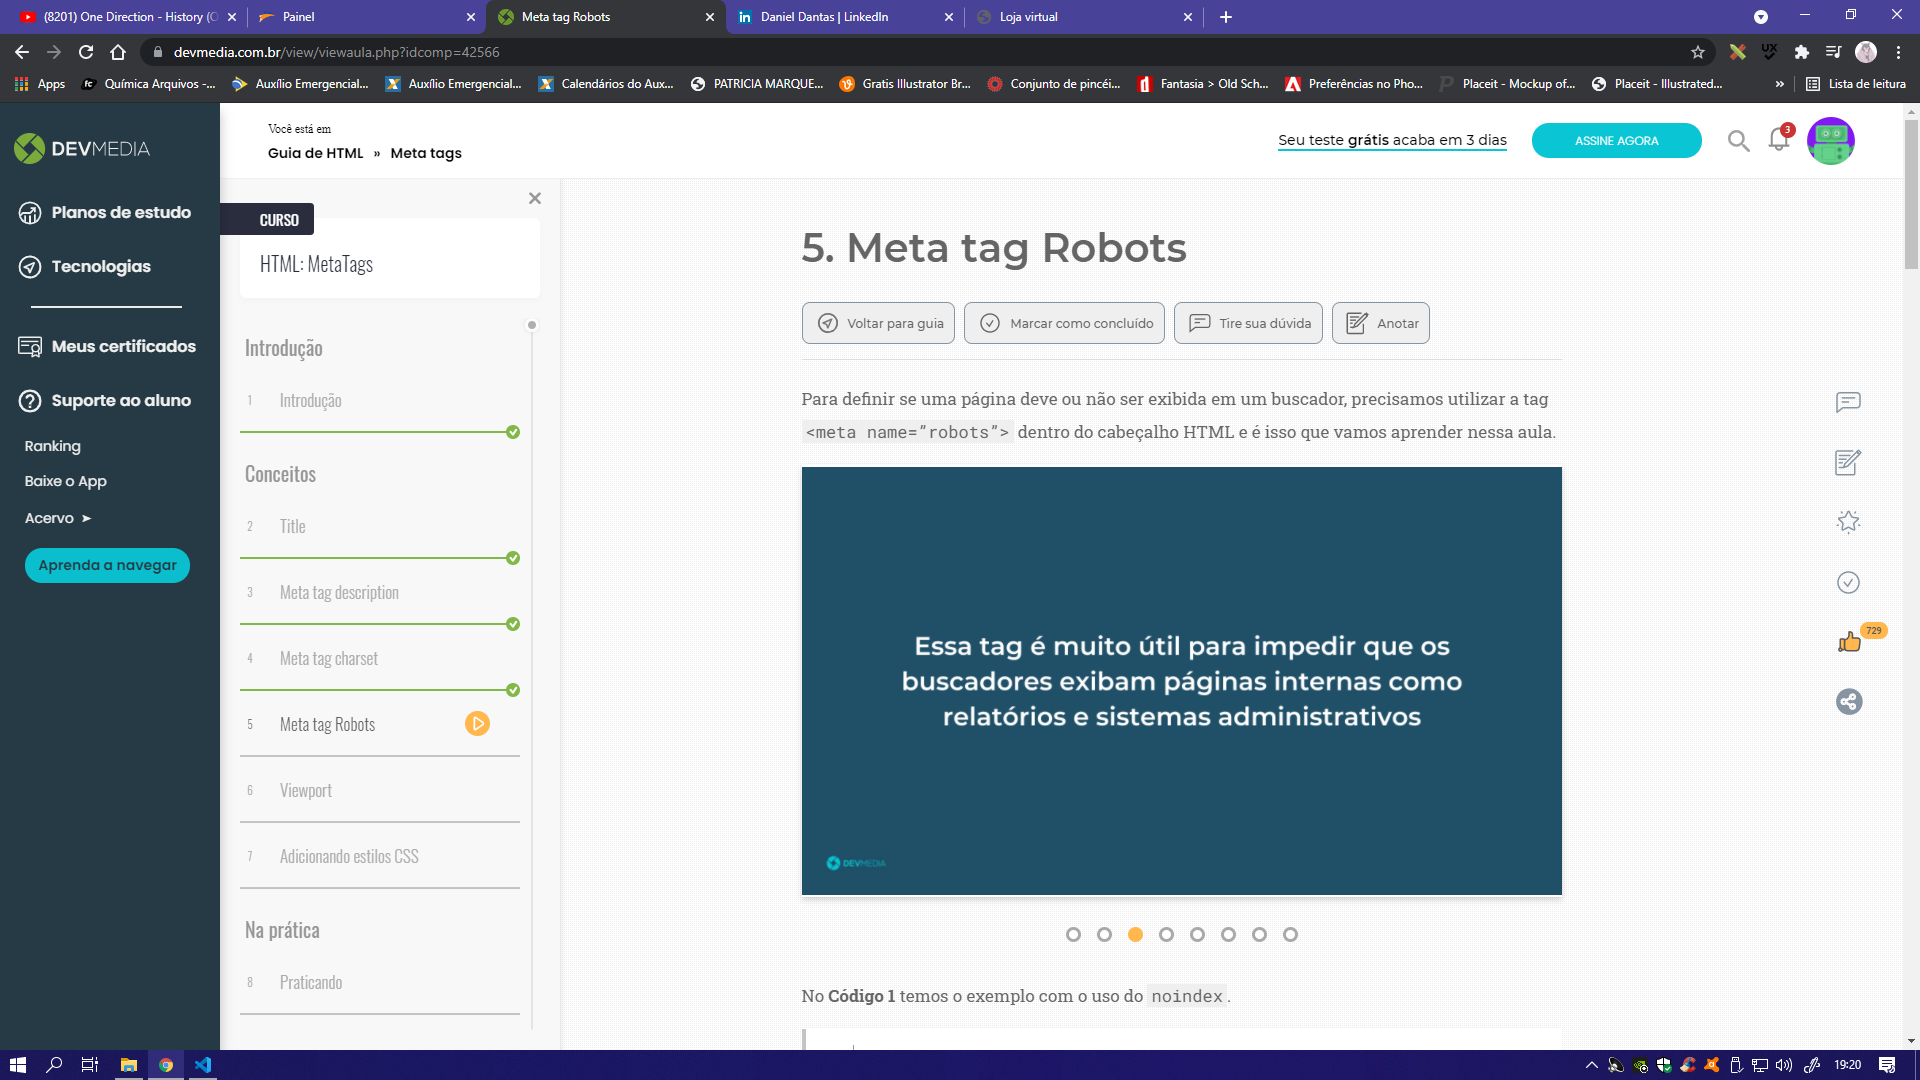 (8201) One Direction - History (O
Painel
Meta tag Robots
Daniel Dantas | LinkedIn
Loja virtual
devmedia.com.br/view/viewaula.php?idcomp=42566
Apps
Química Arquivos -...
Auxílio Emergencial...
Auxílio Emergencial...
Calendários do Aux...
PATRICIA MARQUE...
Gratis Illustrator Br...
Conjunto de pincéi...
Fantasia > Old Sch...
Preferências no Pho...
Placeit - Mockup of...
Placeit - Illustrated...
»
Lista de leitura
DEVMEDIA
Planos de estudo
Tecnologias
Meus certificados
Suporte ao aluno
Ranking
Baixe o App
Acervo ➤
Aprenda a navegar
Você está em
Guia de HTML » Meta tags
Seu teste grátis acaba em 3 dias
ASSINE AGORA
3
CURSO
HTML: MetaTags
Introdução
1 Introdução
Conceitos
2 Title
3 Meta tag description
4 Meta tag charset
5 Meta tag Robots
6 Viewport
7 Adicionando estilos CSS
Na prática
8 Praticando
5. Meta tag Robots
Voltar para guia
Marcar como concluído
Tire sua dúvida
Anotar
Para definir se uma página deve ou não ser exibida em um buscador, precisamos utilizar a tag
<meta name=”robots”> dentro do cabeçalho HTML e é isso que vamos aprender nessa aula.
Essa tag é muito útil para impedir que os
buscadores exibam páginas internas como
relatórios e sistemas administrativos
DEVMEDIA
No Código 1 temos o exemplo com o uso do noindex.
729
19:20